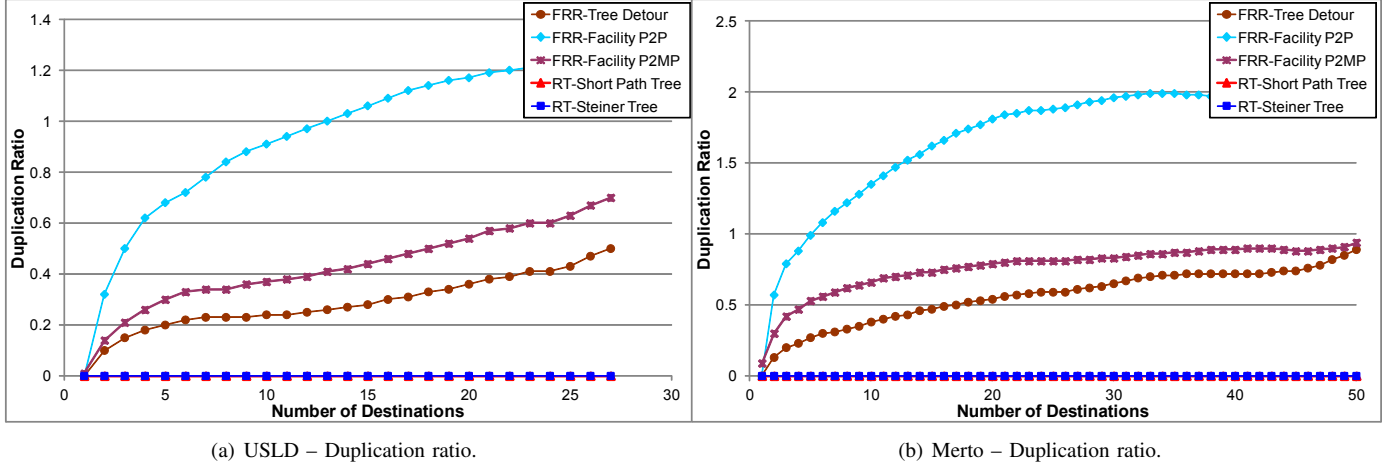 1.4
1.2
1
0.8
0.6
0.4
0.2
0
Duplication Ratio
0 5 10 15 20 25 30
Number of Destinations
FRR-Tree Detour
FRR-Facility P2P
FRR-Facility P2MP
RT-Short Path Tree
RT-Steiner Tree
(a) USLD – Duplication ratio.
2.5
2
1.5
1
0.5
0
Duplication Ratio
0 10 20 30 40 50
Number of Destinations
FRR-Tree Detour
FRR-Facility P2P
FRR-Facility P2MP
RT-Short Path Tree
RT-Steiner Tree
(b) Merto – Duplication ratio.